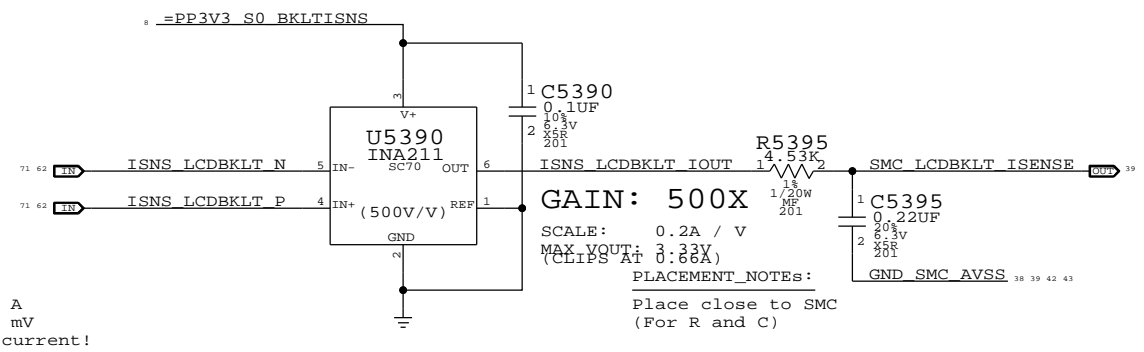 8 =PP3V3_S0_BKLTISNS
3
V+
1 C5390
0.1UF
10%
6.3V
X5R
201
2
U5390
INA211
SC70
71 62 IN ISNS_LCDBKLT_N 5 IN-
OUT 6 ISNS_LCDBKLT_IOUT
R5395
4.53K
1 2
1%
1/20W
MF
201
SMC_LCDBKLT_ISENSE OUT 39
71 62 IN ISNS_LCDBKLT_P 4 IN+
(500V/V)
REF 1
GND
2
GAIN: 500X
SCALE: 0.2A / V
MAX VOUT: 3.33V
(CLIPS AT 0.66A)
1 C5395
0.22UF
20%
6.3V
X5R
201
2
GND_SMC_AVSS 38 39 42 43
PLACEMENT_NOTEs:
Place close to SMC
(For R and C)
A
mV
current!